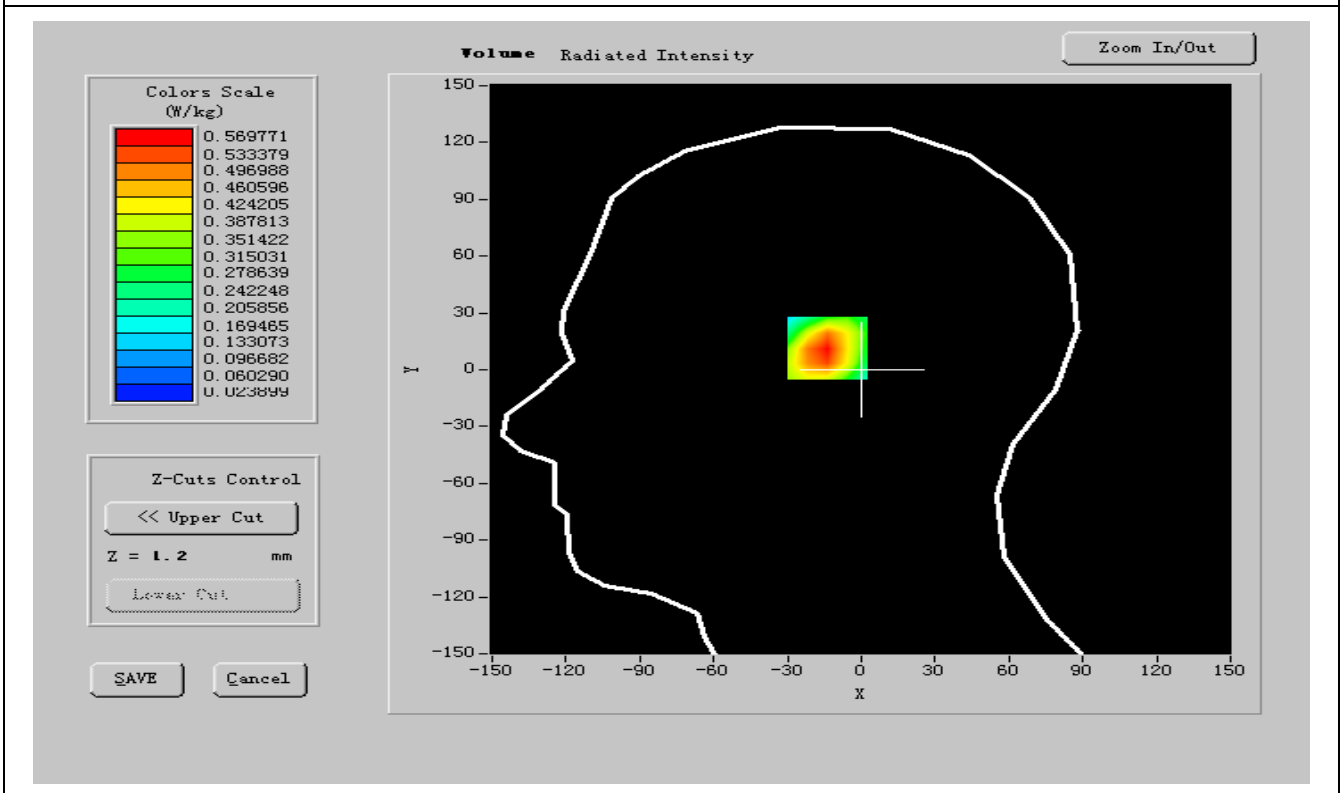 Volume Radiated Intensity
Zoom In/Out
Colors Scale
(W/kg)
0.569771
0.533379
0.496988
0.460596
0.424205
0.387813
0.351422
0.315031
0.278639
0.242248
0.205856
0.169465
0.133073
0.096682
0.060290
0.023899
Z-Cuts Control
<< Upper Cut
Z = 1.2 mm
Lower Cut
SAVE Cancel
150
120
90
60
30
0
-30
-60
-90
-120
-150
Y
-150 -120 -90 -60 -30 0 30 60 90 120 150
X